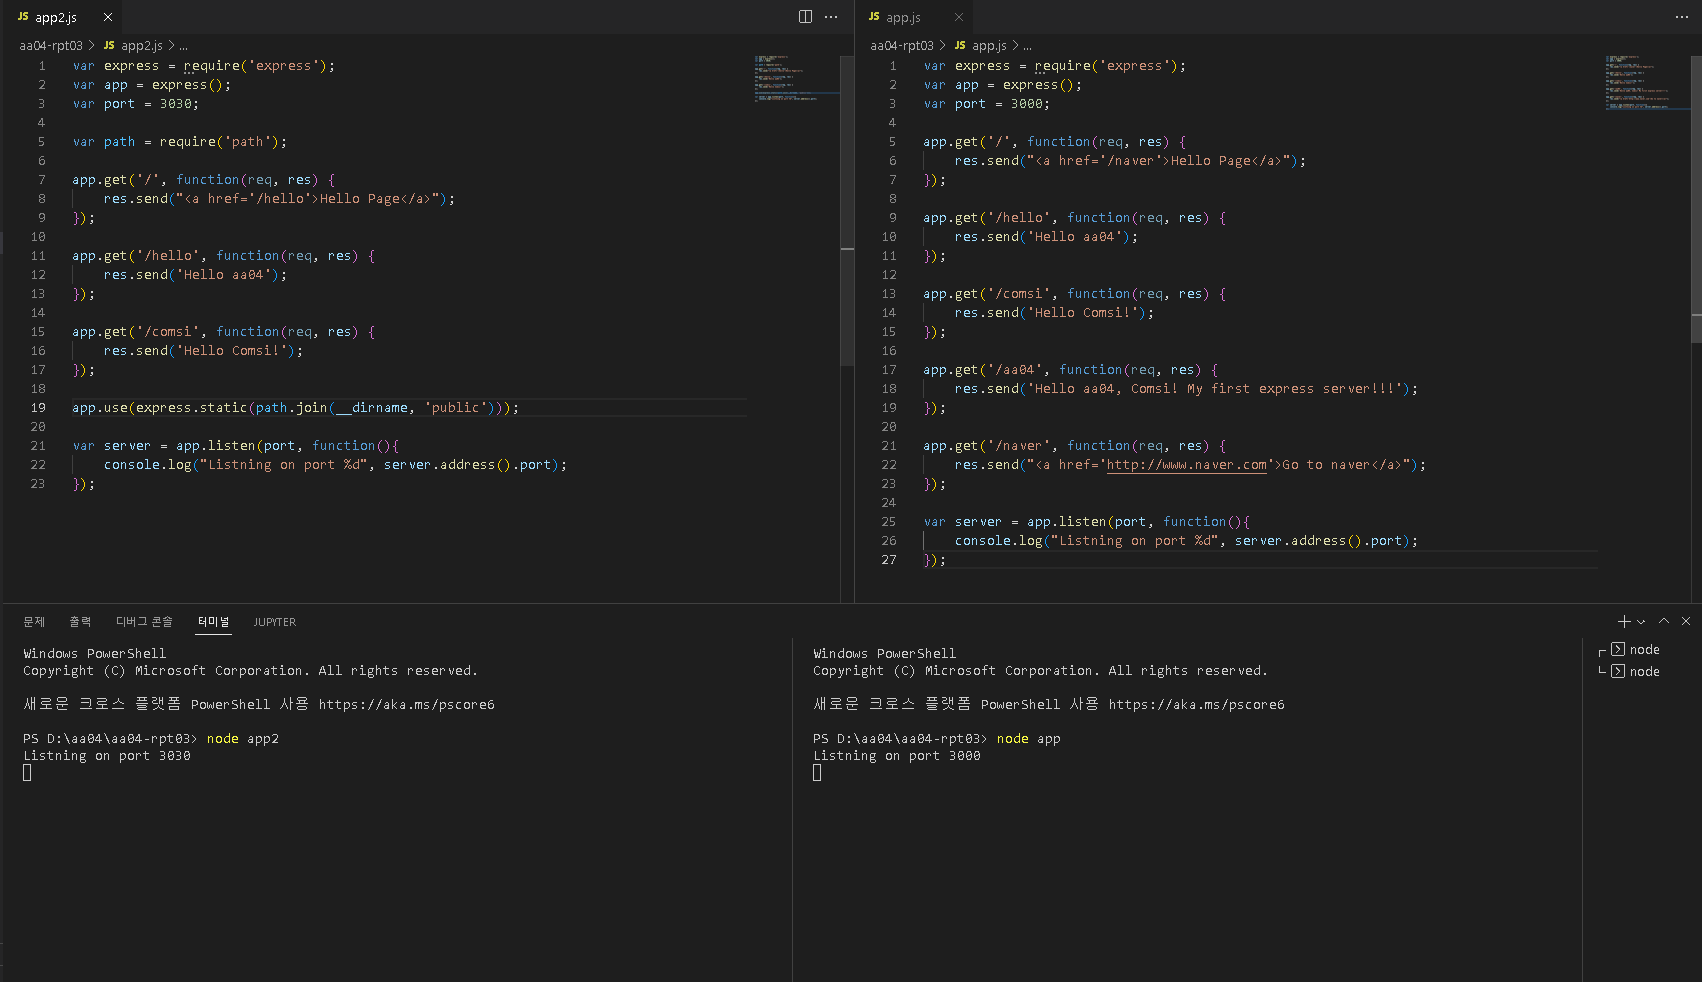 JS app2.js
aa04-rpt03 > JS app2.js > ...
1 var express = require('express');
2 var app = express();
3 var port = 3030;
4
5 var path = require('path');
6
7 app.get('/', function(req, res) {
8 res.send("<a href='/hello'>Hello Page</a>");
9 });
10
11 app.get('/hello', function(req, res) {
12 res.send('Hello aa04');
13 });
14
15 app.get('/comsi', function(req, res) {
16 res.send('Hello Comsi!');
17 });
18
19 app.use(express.static(path.join(__dirname, 'public')));
20
21 var server = app.listen(port, function(){
22 console.log("Listning on port %d", server.address().port);
23 });
JS app.js
aa04-rpt03 > JS app.js > ...
1 var express = require('express');
2 var app = express();
3 var port = 3000;
4
5 app.get('/', function(req, res) {
6 res.send("<a href='/naver'>Hello Page</a>");
7 });
8
9 app.get('/hello', function(req, res) {
10 res.send('Hello aa04');
11 });
12
13 app.get('/comsi', function(req, res) {
14 res.send('Hello Comsi!');
15 });
16
17 app.get('/aa04', function(req, res) {
18 res.send('Hello aa04, Comsi! My first express server!!!');
19 });
20
21 app.get('/naver', function(req, res) {
22 res.send("<a href='http://www.naver.com'>Go to naver</a>");
23 });
24
25 var server = app.listen(port, function(){
26 console.log("Listning on port %d", server.address().port);
27 });
문제 출력 디버그 콘솔 터미널 JUPYTER
Windows PowerShell
Copyright (C) Microsoft Corporation. All rights reserved.
새로운 크로스 플랫폼 PowerShell 사용 https://aka.ms/pscore6
PS D:\aa04\aa04-rpt03> node app2
Listning on port 3030
Windows PowerShell
Copyright (C) Microsoft Corporation. All rights reserved.
새로운 크로스 플랫폼 PowerShell 사용 https://aka.ms/pscore6
PS D:\aa04\aa04-rpt03> node app
Listning on port 3000
node
node